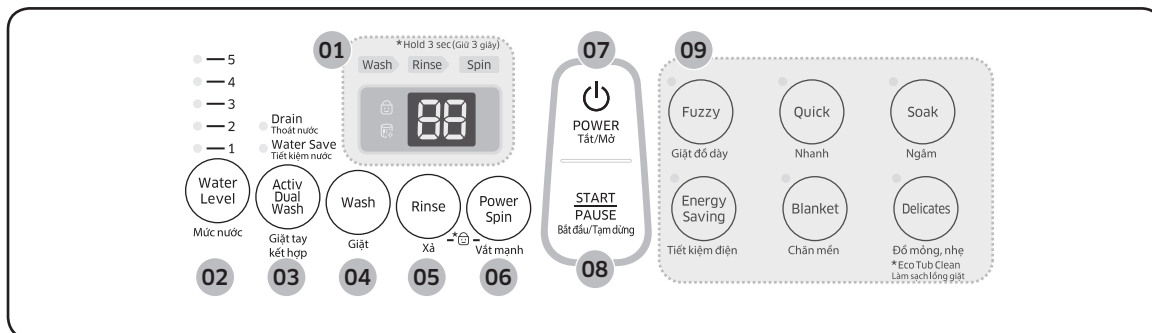 01
*Hold 3 sec (Giữ 3 giây)
Wash Rinse Spin
88
5
4
3
2
1
Drain
Thoát nước
Water Save
Tiết kiệm nước
Water
Level
Mức nước
02
Activ
Dual
Wash
Giặt tay
kết hợp
03
Wash
Giặt
04
Rinse
Xả
05
*
Power
Spin
Vắt mạnh
06
07
POWER
Tắt/Mở
START
PAUSE
Bắt đầu/Tạm dừng
08
09
Fuzzy
Giặt đồ dày
Quick
Nhanh
Soak
Ngâm
Energy
Saving
Tiết kiệm điện
Blanket
Chăn mền
Delicates
Đồ mỏng, nhẹ
*Eco Tub Clean
Làm sạch lồng giặt